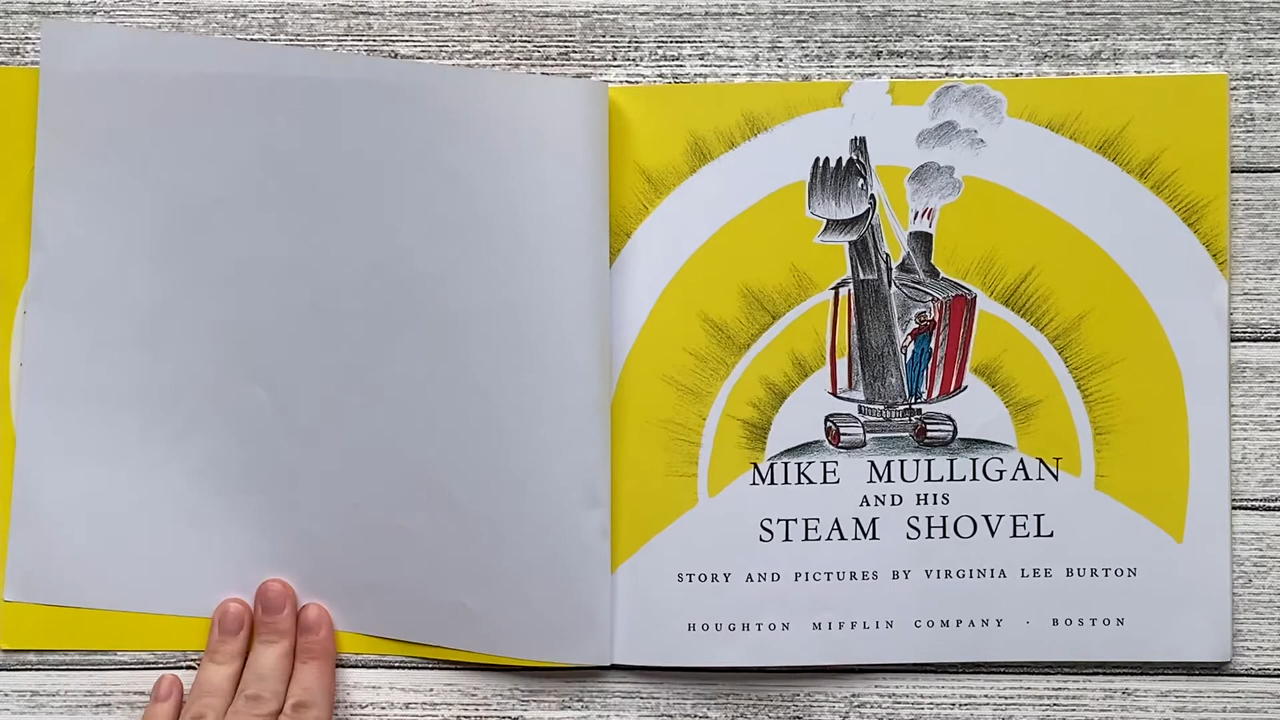 MIKE MULLIGAN
AND HIS
STEAM SHOVEL
STORY AND PICTURES BY VIRGINIA LEE BURTON
HOUGHTON MIFFLIN COMPANY · BOSTON